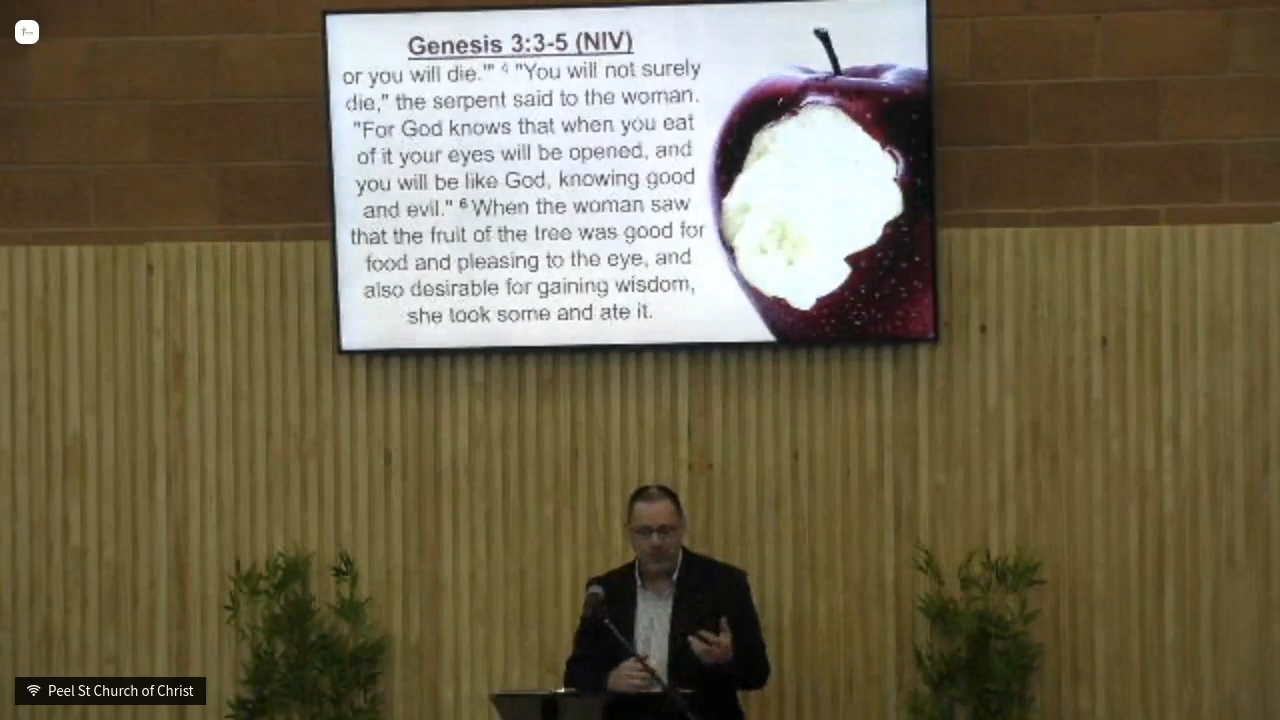 Genesis 3:3-5 (NIV)
or you will die.'" ⁴ "You will not surely
die," the serpent said to the woman.
"For God knows that when you eat
of it your eyes will be opened, and
you will be like God, knowing good
and evil." ⁶ When the woman saw
that the fruit of the tree was good for
food and pleasing to the eye, and
also desirable for gaining wisdom,
she took some and ate it.
Peel St Church of Christ